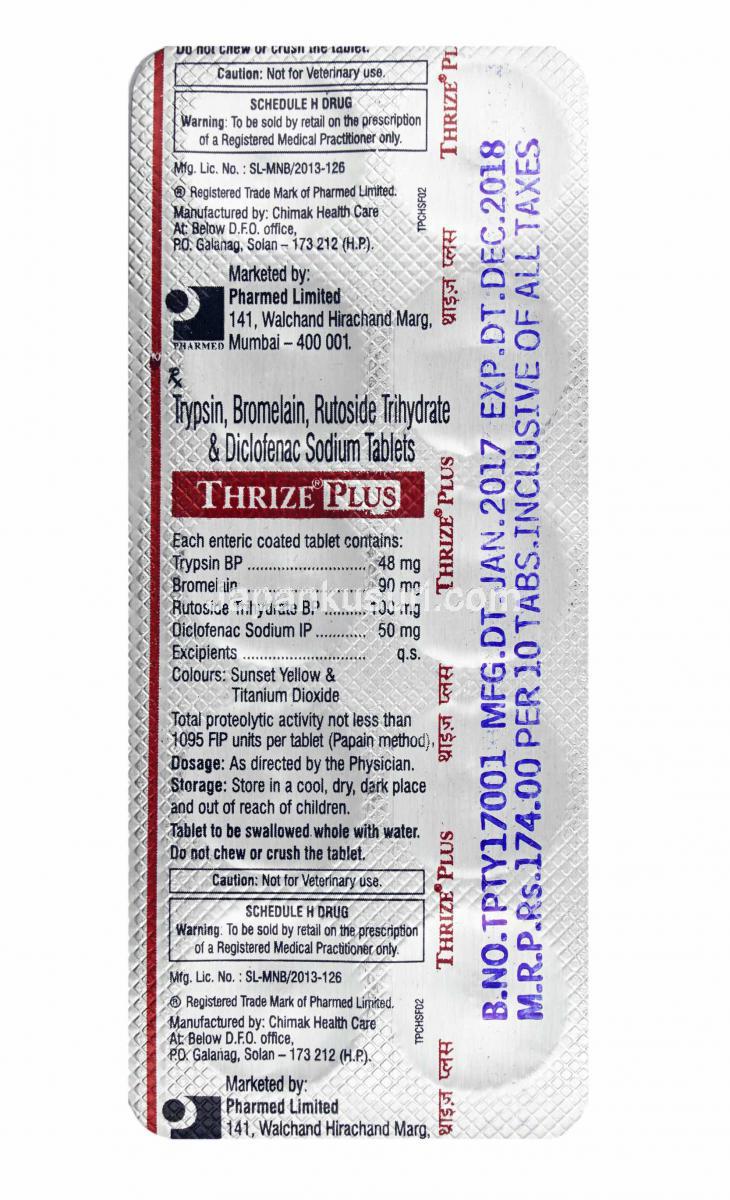 Do not chew or crush the tablet.
Caution: Not for Veterinary use.
SCHEDULE H DRUG
Warning: To be sold by retail on the prescription
of a Registered Medical Practitioner only.
Mfg. Lic. No. : SL-MNB/2013-126
® Registered Trade Mark of Pharmed Limited.
Manufactured by: Chimak Health Care
At: Below D.F.O. office,
P.O. Galanag, Solan – 173 212 (H.P.).
TPCHSF02
Marketed by:
Pharmed Limited
141, Walchand Hirachand Marg,
Mumbai – 400 001.
PHARMED
Rx
Trypsin, Bromelain, Rutoside Trihydrate
& Diclofenac Sodium Tablets
THRIZE® PLUS
Each enteric coated tablet contains:
Trypsin BP ............................ 48 mg
Bromelain ............................ 90 mg
Rutoside Trihydrate BP ......... 100 mg
Diclofenac Sodium IP ............ 50 mg
Excipients ............................. q.s.
Colours: Sunset Yellow &
Titanium Dioxide
Total proteolytic activity not less than
1095 FIP units per tablet (Papain method).
Dosage: As directed by the Physician.
Storage: Store in a cool, dry, dark place
and out of reach of children.
Tablet to be swallowed whole with water.
Do not chew or crush the tablet.
Caution: Not for Veterinary use.
SCHEDULE H DRUG
Warning: To be sold by retail on the prescription
of a Registered Medical Practitioner only.
Mfg. Lic. No. : SL-MNB/2013-126
® Registered Trade Mark of Pharmed Limited.
Manufactured by: Chimak Health Care
At: Below D.F.O. office,
P.O. Galanag, Solan – 173 212 (H.P.).
TPCHSF02
Marketed by:
Pharmed Limited
141, Walchand Hirachand Marg,
THRIZE® PL
थ्राइज़ प्लस
THRIZE® PLUS
थ्राइज़ प्लस
THRIZE® PLUS
थ्राइज़ प्लस
B.NO.TPTY17001 MFG.DT.JAN.2017 EXP.DT.DEC.2018
M.R.P.Rs.174.00 PER 10 TABS.INCLUSIVE OF ALL TAXES
japankusuri.com